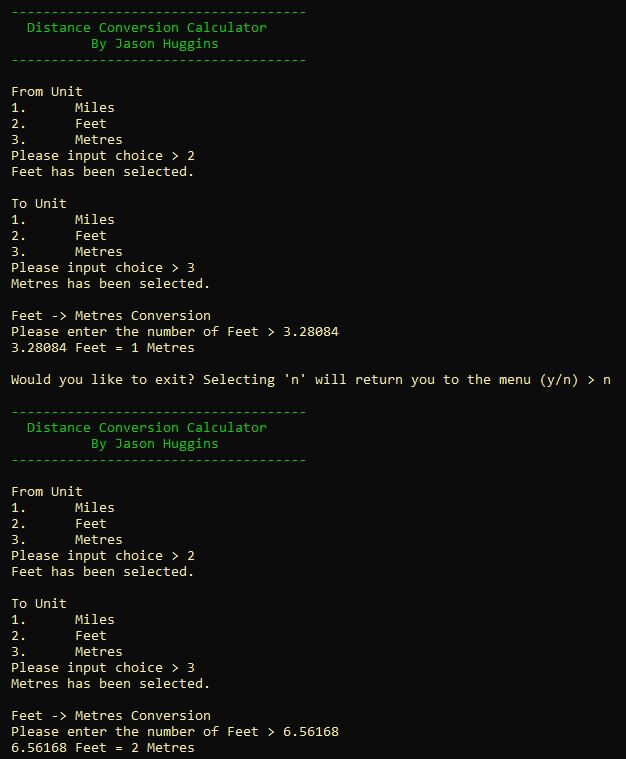 -------------------------------------
Distance Conversion Calculator
By Jason Huggins
-------------------------------------
From Unit
1. Miles
2. Feet
3. Metres
Please input choice > 2
Feet has been selected.
To Unit
1. Miles
2. Feet
3. Metres
Please input choice > 3
Metres has been selected.
Feet -> Metres Conversion
Please enter the number of Feet > 3.28084
3.28084 Feet = 1 Metres
Would you like to exit? Selecting 'n' will return you to the menu (y/n) > n
-------------------------------------
Distance Conversion Calculator
By Jason Huggins
-------------------------------------
From Unit
1. Miles
2. Feet
3. Metres
Please input choice > 2
Feet has been selected.
To Unit
1. Miles
2. Feet
3. Metres
Please input choice > 3
Metres has been selected.
Feet -> Metres Conversion
Please enter the number of Feet > 6.56168
6.56168 Feet = 2 Metres